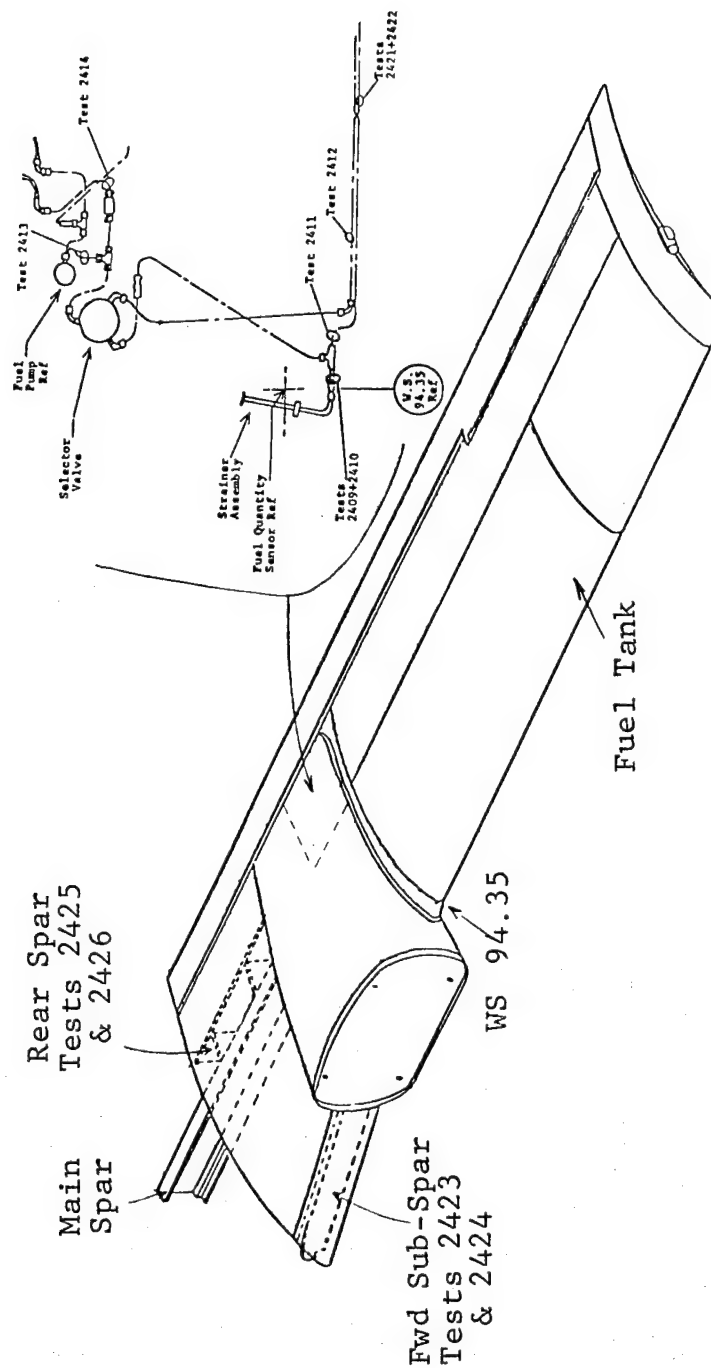 Test 2414
Test 2413
Fuel
Pump
Ref
Selector
Valve
Tests
2421+2422
Test 2412
Test 2411
Strainer
Assembly
Fuel Quantity
Sensor Ref
W.S.
94.35
Ref
Tests
2409+2410
Rear Spar
Tests 2425
& 2426
Main
Spar
Fuel Tank
WS 94.35
Fwd Sub-Spar
Tests 2423
& 2424